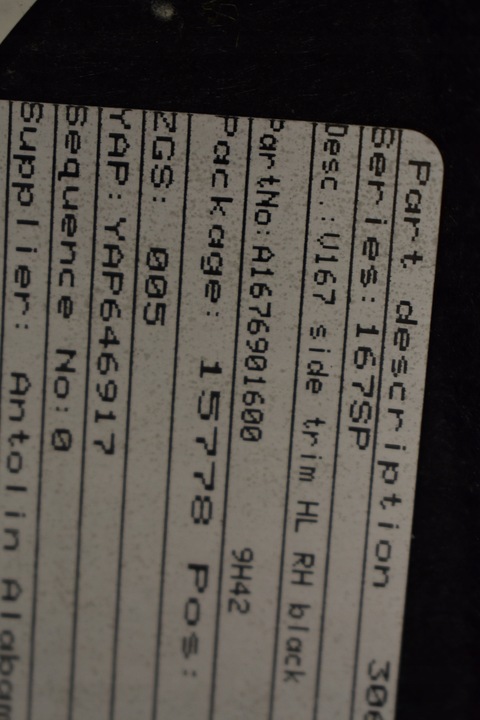 Part description 306
Series: 167SP
Desc.:V167 side trim HL RH black
PartNo:A1676901600 9H42
Package: 15778 Pos:
ZGS: 005
YAP:YAP646917
Sequence No:0
Supplier: Antolin Alabam